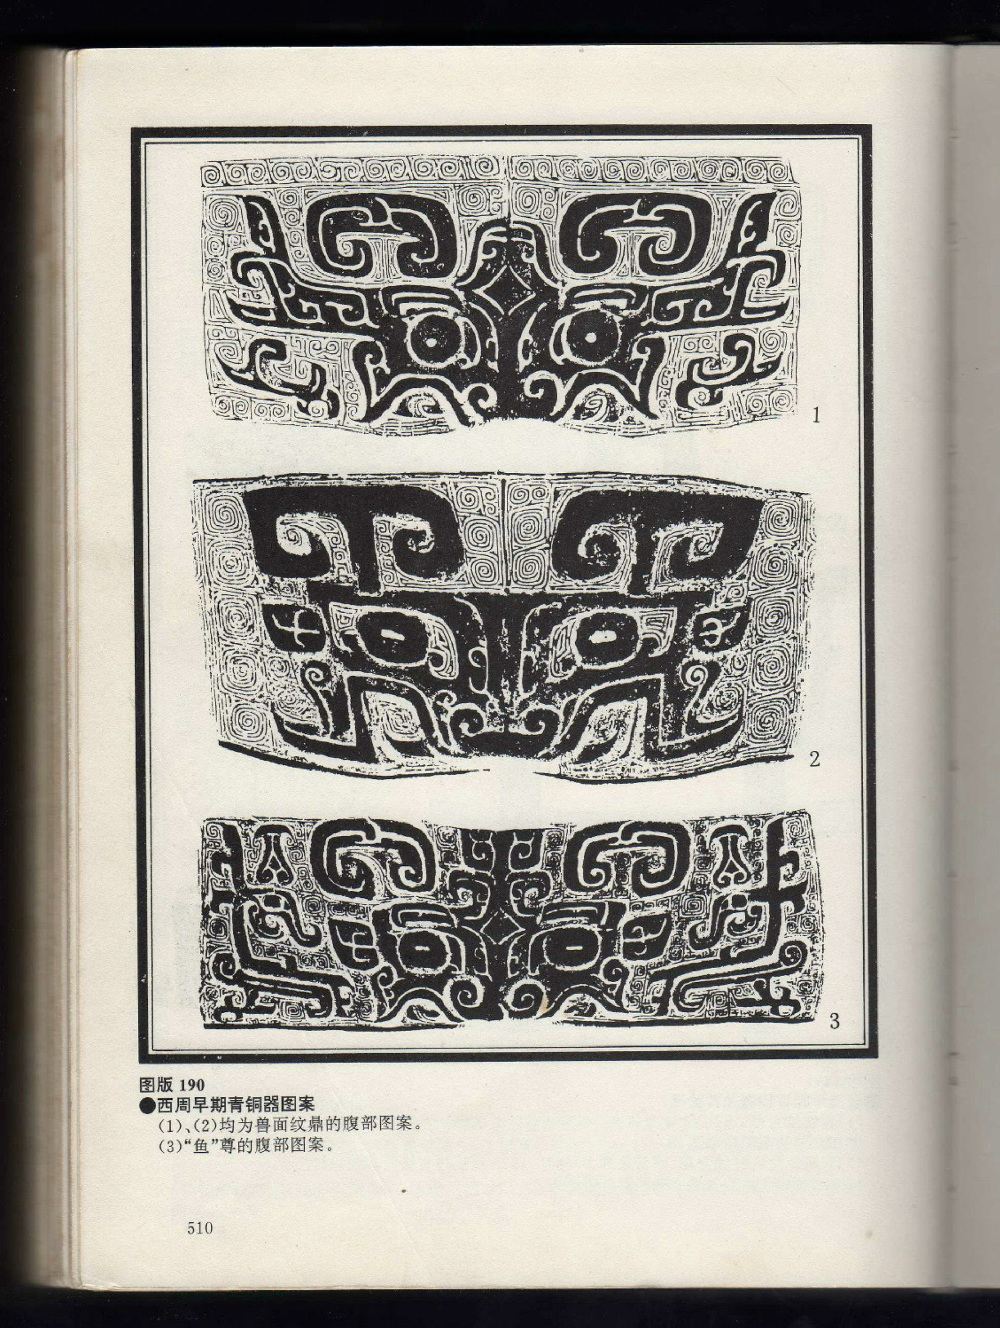 1
2
3
图版 190
●西周早期青铜器图案
(1)、(2)均为兽面纹鼎的腹部图案。
(3)“鱼”尊的腹部图案。
510